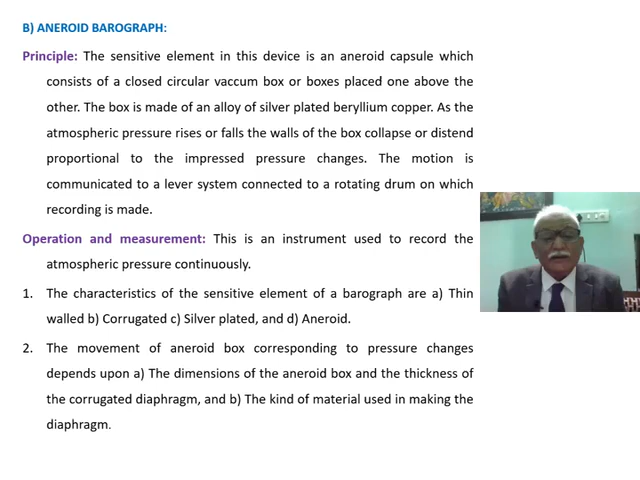 B) ANEROID BAROGRAPH:
Principle: The sensitive element in this device is an aneroid capsule which
consists of a closed circular vaccum box or boxes placed one above the
other. The box is made of an alloy of silver plated beryllium copper. As the
atmospheric pressure rises or falls the walls of the box collapse or distend
proportional to the impressed pressure changes. The motion is
communicated to a lever system connected to a rotating drum on which
recording is made.
Operation and measurement: This is an instrument used to record the
atmospheric pressure continuously.
1. The characteristics of the sensitive element of a barograph are a) Thin
walled b) Corrugated c) Silver plated, and d) Aneroid.
2. The movement of aneroid box corresponding to pressure changes
depends upon a) The dimensions of the aneroid box and the thickness of
the corrugated diaphragm, and b) The kind of material used in making the
diaphragm.